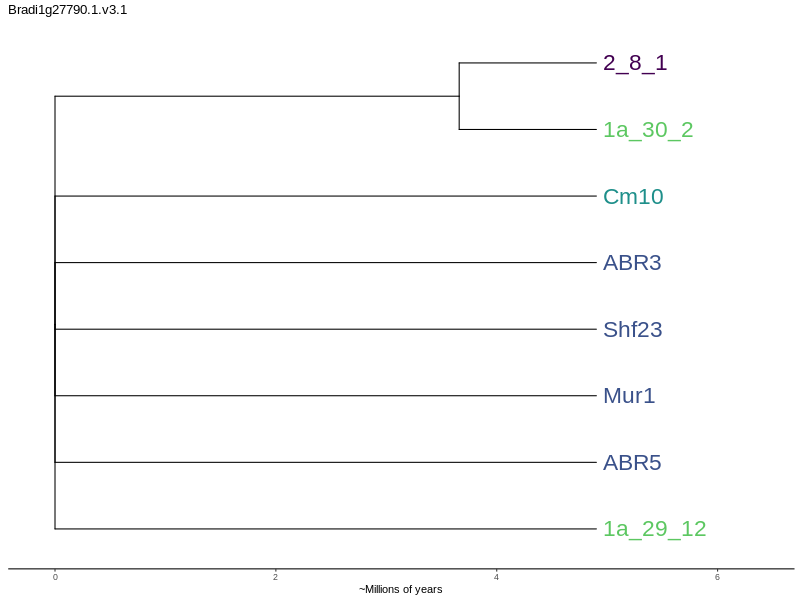 Bradi1g27790.1.v3.1
2_8_1
1a_30_2
Cm10
ABR3
Shf23
Mur1
ABR5
1a_29_12
0 2 4 6
~Millions of years